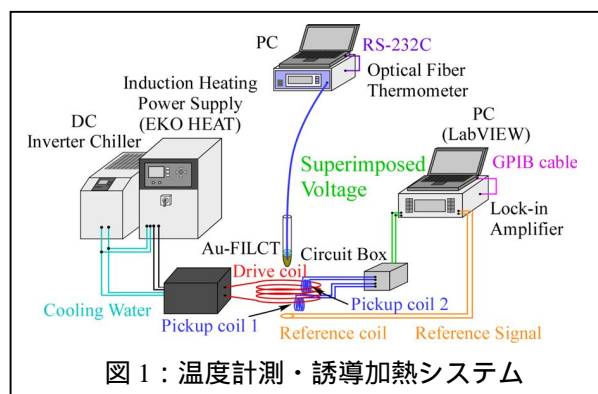 PC
RS-232C
Optical Fiber
Thermometer
Induction Heating
Power Supply
(EKO HEAT)
DC
Inverter Chiller
PC
(LabVIEW)
GPIB cable
Superimposed
Voltage
Lock-in
Amplifier
Au-FILCT
Circuit Box
Drive coil
Cooling Water
Pickup coil 1
Pickup coil 2
Reference coil
Reference Signal
図 1：温度計測・誘導加熱システム